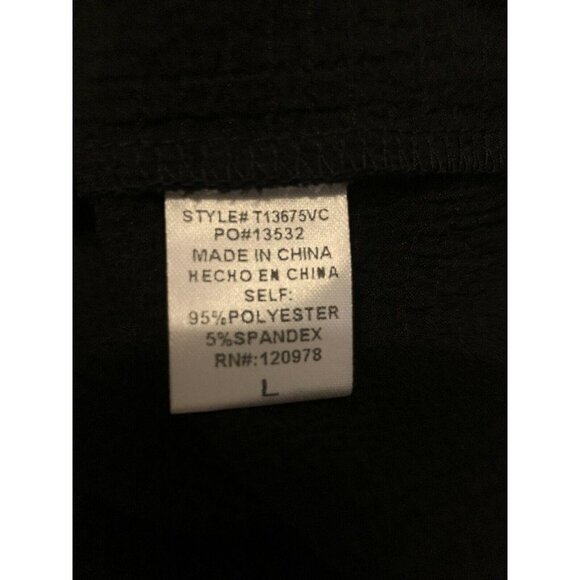 STYLE# T13675VC
PO#13532
MADE IN CHINA
HECHO EN CHINA
SELF:
95%POLYESTER
5%SPANDEX
RN#:120978
L